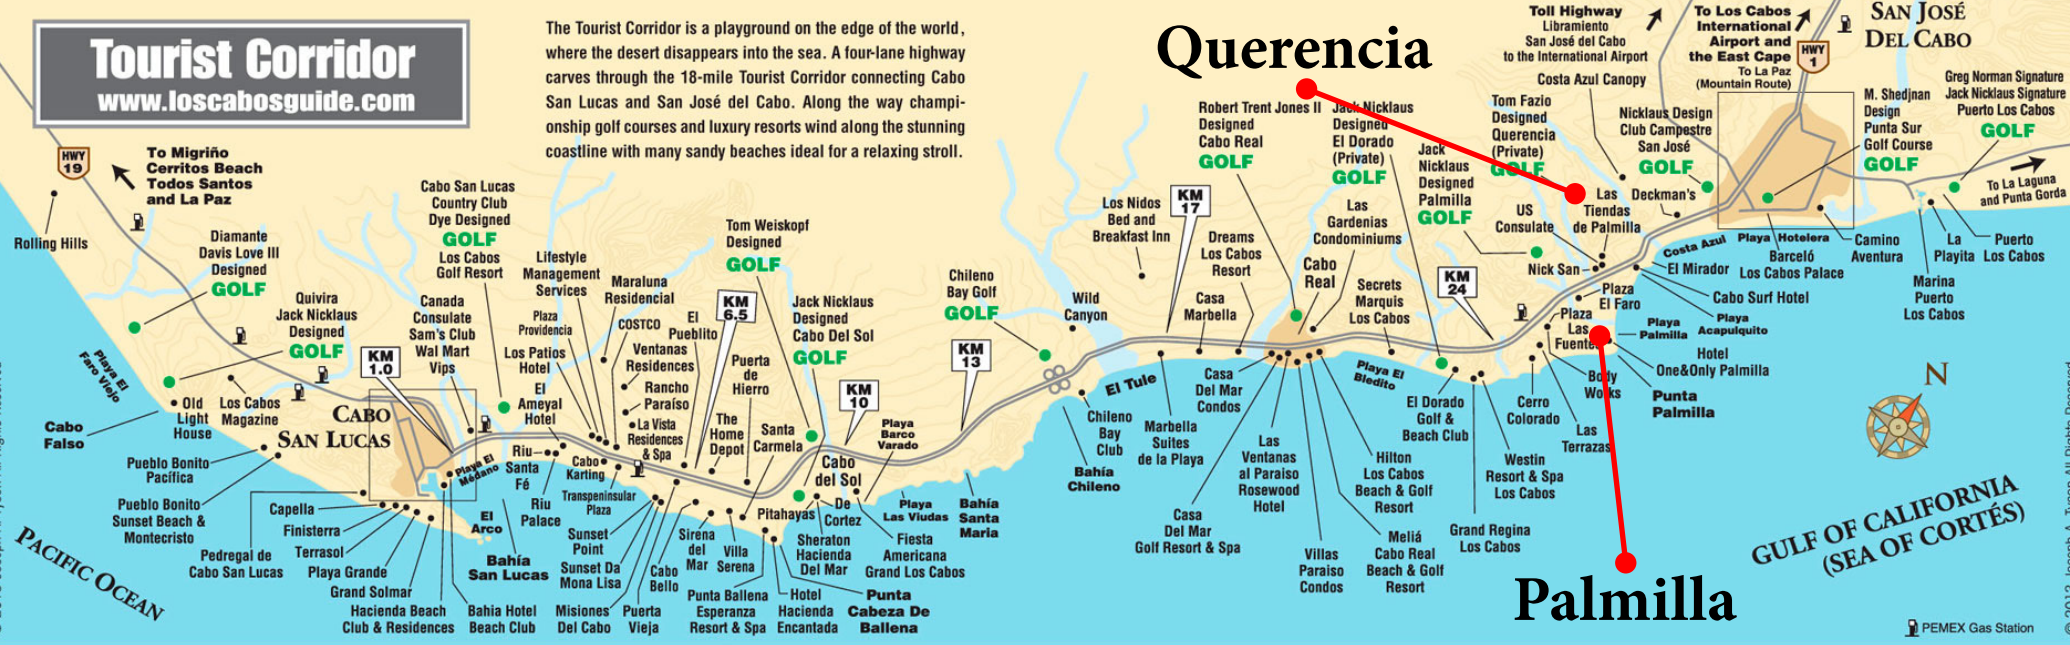 Tourist Corridor
www.loscabosguide.com
The Tourist Corridor is a playground on the edge of the world,
where the desert disappears into the sea. A four-lane highway
carves through the 18-mile Tourist Corridor connecting Cabo
San Lucas and San José del Cabo. Along the way champi-
onship golf courses and luxury resorts wind along the stunning
coastline with many sandy beaches ideal for a relaxing stroll.
Querencia
Toll Highway
Libramiento
San José del Cabo
to the International Airport
To Los Cabos
International
Airport and
the East Cape
To La Paz
(Mountain Route)
HWY
1
SAN JOSÉ
DEL CABO
HWY
19
To Migriño
Cerritos Beach
Todos Santos
and La Paz
Rolling Hills
Diamante
Davis Love III
Designed
GOLF
Quivira
Jack Nicklaus
Designed
GOLF
Playa El
Faro Viejo
Cabo
Falso
Old
Light
House
Los Cabos
Magazine
KM
1.0
CABO
SAN LUCAS
Pueblo Bonito
Pacífica
Pueblo Bonito
Sunset Beach &
Montecristo
PACIFIC OCEAN
Capella
Finisterra
Terrasol
Pedregal de
Cabo San Lucas
Playa Grande
Grand Solmar
Hacienda Beach
Club & Residences
Cabo San Lucas
Country Club
Dye Designed
GOLF
Los Cabos
Golf Resort
Canada
Consulate
Sam's Club
Wal Mart
Vips
Playa El
Médano
El
Arco
Bahía
San Lucas
Bahia Hotel
Beach Club
Lifestyle
Management
Services
Plaza
Providencia
Los Patios
Hotel
El
Ameyal
Hotel
Riu
Santa
Fé
Riu
Palace
Cabo
Karting
Transpeninsular
Plaza
Maraluna
Residencial
COSTCO
Ventanas
Residences
Rancho
Paraíso
La Vista
Residences
& Spa
El
Pueblito
KM
6.5
Tom Weiskopf
Designed
GOLF
Puerta
de
Hierro
The
Home
Depot
Santa
Carmela
Jack Nicklaus
Designed
Cabo Del Sol
GOLF
KM
10
Cabo
del Sol
Pitahayas
De
Cortez
Sunset
Point
Sunset Da
Mona Lisa
Misiones
Del Cabo
Puerta
Vieja
Cabo
Bello
Sirena
del
Mar
Villa
Serena
Punta Ballena
Esperanza
Resort & Spa
Hotel
Hacienda
Encantada
Sheraton
Hacienda
Del Mar
Punta
Cabeza De
Ballena
Fiesta
Americana
Grand Los Cabos
Playa
Barco
Varado
Playa
Las Viudas
Bahía
Santa
Maria
KM
13
Chileno
Bay Golf
GOLF
Wild
Canyon
El Tule
Chileno
Bay
Club
Bahía
Chileno
Los Nidos
Bed and
Breakfast Inn
KM
17
Casa
Marbella
Dreams
Los Cabos
Resort
Robert Trent Jones II
Designed
Cabo Real
GOLF
Jack Nicklaus
Designed
El Dorado
(Private)
GOLF
Las
Gardenias
Condominiums
Cabo
Real
Secrets
Marquis
Los Cabos
Marbella
Suites
de la Playa
Casa
Del Mar
Condos
Casa
Del Mar
Golf Resort & Spa
Las
Ventanas
al Paraiso
Rosewood
Hotel
Villas
Paraiso
Condos
Hilton
Los Cabos
Beach & Golf
Resort
Meliá
Cabo Real
Beach & Golf
Resort
Playa El
Bledito
El Dorado
Golf &
Beach Club
Westin
Resort & Spa
Los Cabos
Grand Regina
Los Cabos
Jack
Nicklaus
Designed
Palmilla
GOLF
KM
24
Tom Fazio
Designed
Querencia
(Private)
GOLF
Costa Azul Canopy
US
Consulate
Nick San
Las
Tiendas
de Palmilla
Deckman's
Nicklaus Design
Club Campestre
San José
GOLF
Plaza
El Faro
Plaza
Las
Fuentes
Cerro
Colorado
Las
Terrazas
Body
Works
Playa
Palmilla
Hotel
One&Only Palmilla
Punta
Palmilla
Palmilla
Costa Azul
El Mirador
Cabo Surf Hotel
Playa
Acapulquito
Playa Hotelera
Barceló
Los Cabos Palace
Camino
Aventura
M. Shedjnan
Design
Punta Sur
Golf Course
GOLF
Greg Norman Signature
Jack Nicklaus Signature
Puerto Los Cabos
GOLF
To La Laguna
and Punta Gorda
La
Playita
Puerto
Los Cabos
Marina
Puerto
Los Cabos
N
GULF OF CALIFORNIA
(SEA OF CORTÉS)
PEMEX Gas Station